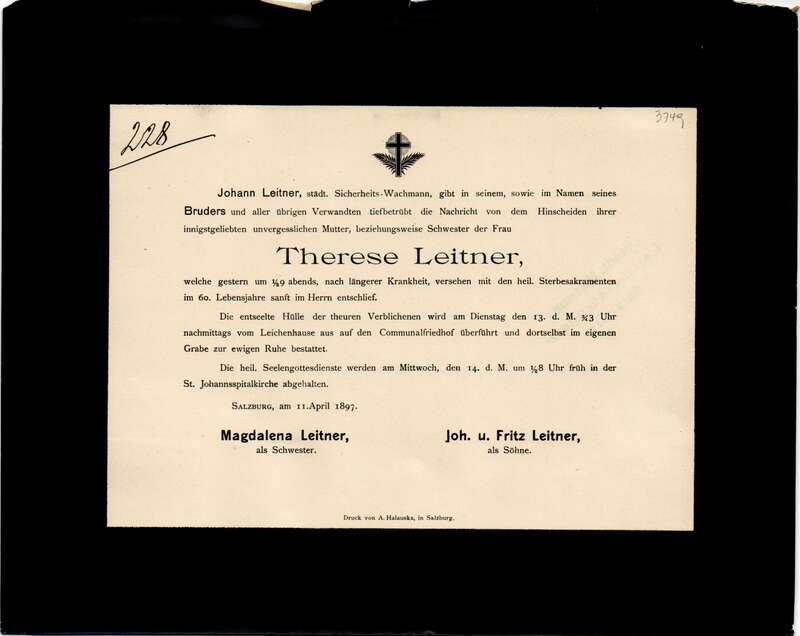 228
3749
Johann Leitner, städt. Sicherheits-Wachmann, gibt in seinem, sowie im Namen seines
Bruders und aller übrigen Verwandten tiefbetrübt die Nachricht von dem Hinscheiden ihrer
innigstgeliebten unvergesslichen Mutter, beziehungsweise Schwester der Frau
Therese Leitner,
welche gestern um ½9 abends, nach längerer Krankheit, versehen mit den heil. Sterbesakramenten
im 60. Lebensjahre sanft im Herrn entschlief.
Die entseelte Hülle der theuren Verblichenen wird am Dienstag den 13. d. M. ¾3 Uhr
nachmittags vom Leichenhause aus auf den Communalfriedhof überführt und dortselbst im eigenen
Grabe zur ewigen Ruhe bestattet.
Die heil. Seelengottesdienste werden am Mittwoch, den 14. d. M. um ½8 Uhr früh in der
St. Johannsspitalkirche abgehalten.
Salzburg, am 11. April 1897.
Magdalena Leitner,
als Schwester.
Joh. u. Fritz Leitner,
als Söhne.
Druck von A. Halauska, in Salzburg.